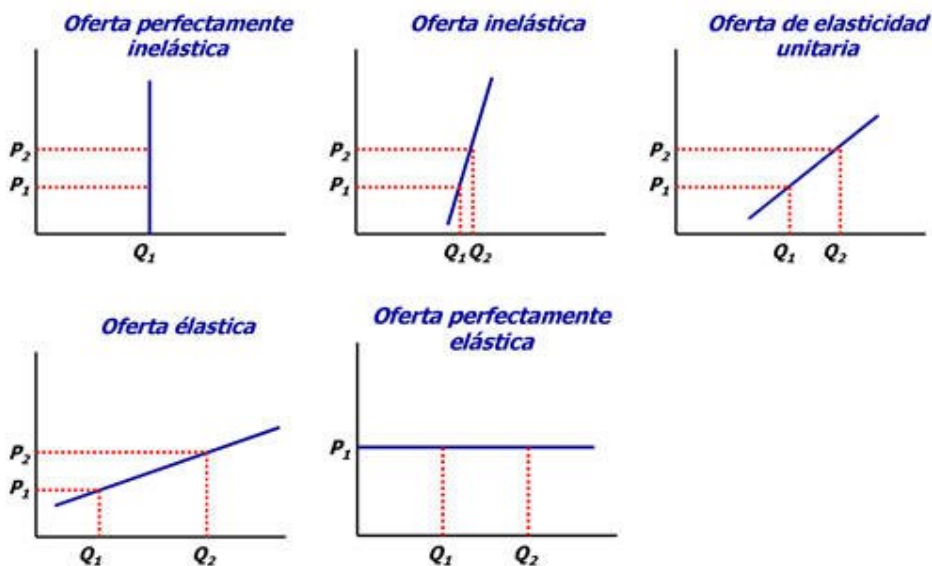 Oferta perfectamente
inelástica
P2
P1
Q1
Oferta inelástica
P2
P1
Q1 Q2
Oferta de elasticidad
unitaria
P2
P1
Q1 Q2
Oferta élastica
P2
P1
Q1 Q2
Oferta perfectamente
elástica
P1
Q1 Q2